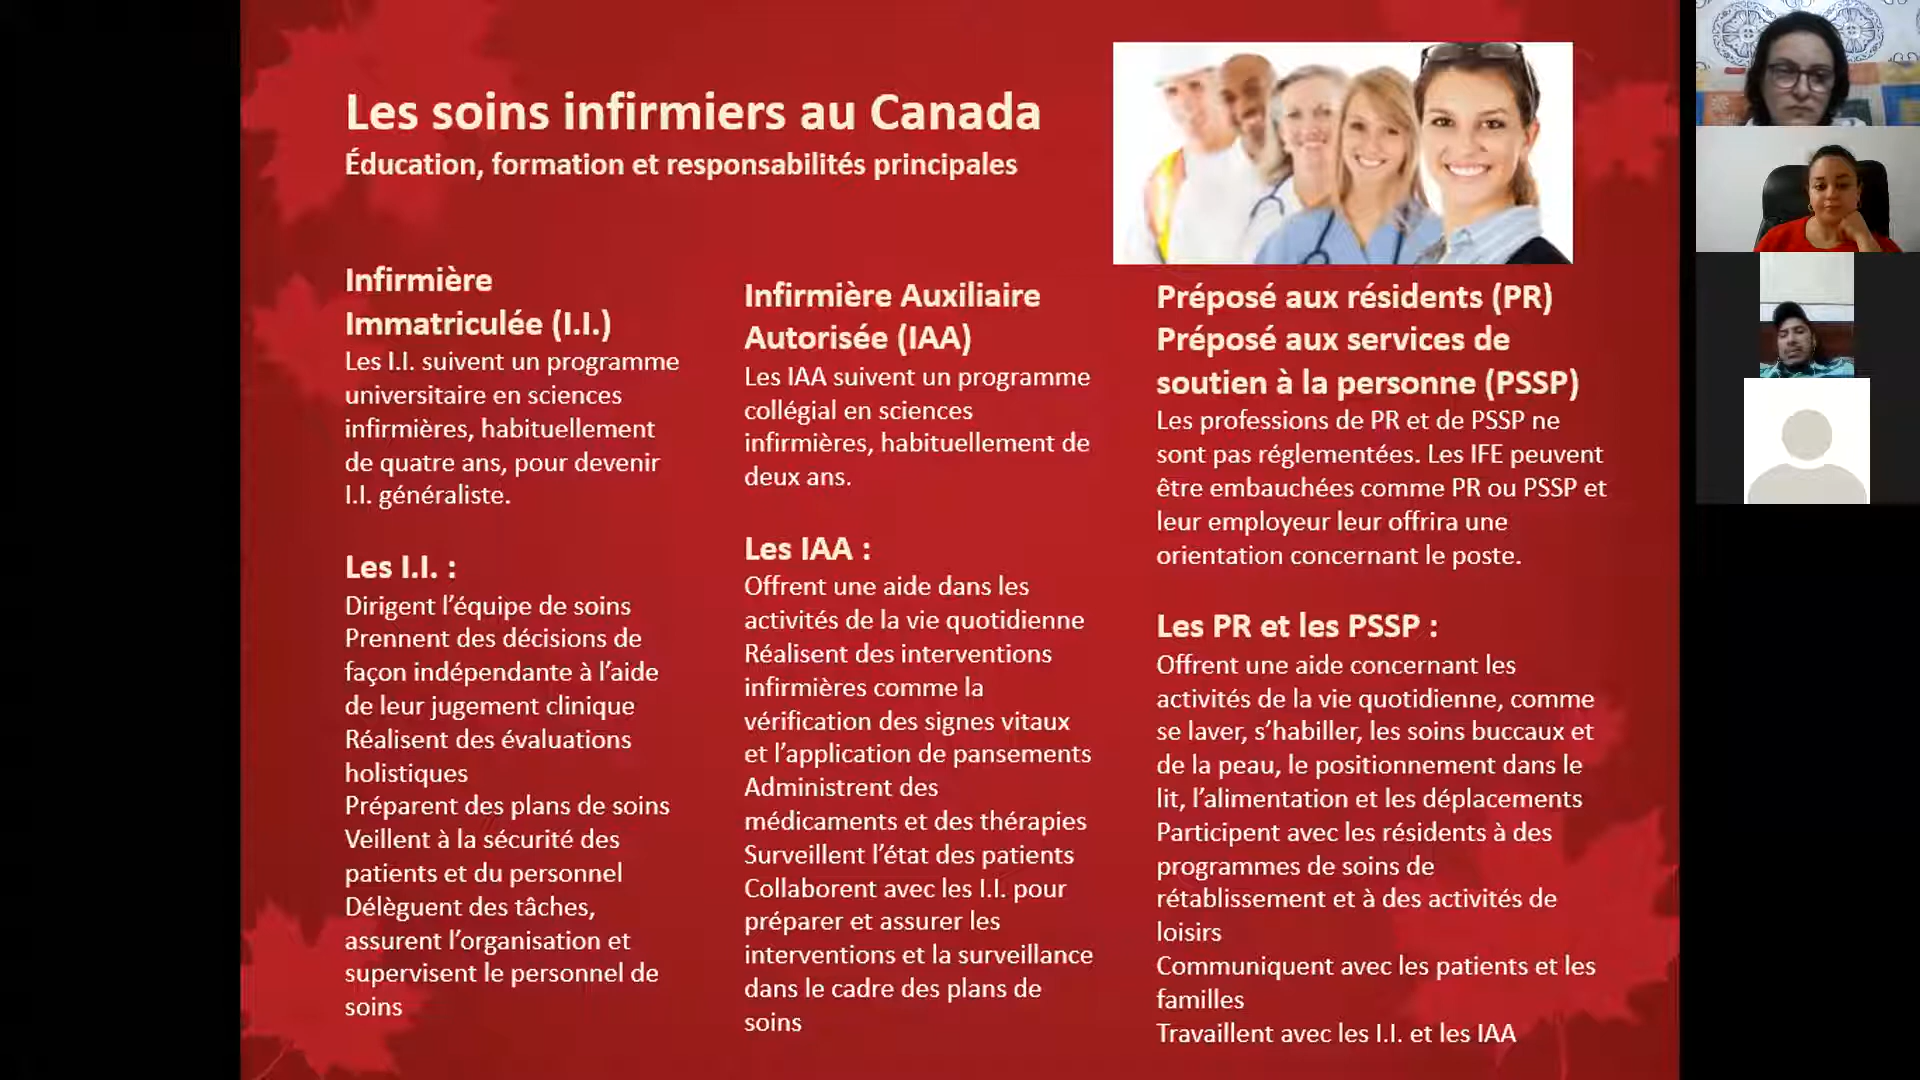 Les soins infirmiers au Canada
Éducation, formation et responsabilités principales
Infirmière
Immatriculée (I.I.)
Les I.I. suivent un programme
universitaire en sciences
infirmières, habituellement
de quatre ans, pour devenir
I.I. généraliste.
Les I.I. :
Dirigent l’équipe de soins
Prennent des décisions de
façon indépendante à l’aide
de leur jugement clinique
Réalisent des évaluations
holistiques
Préparent des plans de soins
Veillent à la sécurité des
patients et du personnel
Délèguent des tâches,
assurent l’organisation et
supervisent le personnel de
soins
Infirmière Auxiliaire
Autorisée (IAA)
Les IAA suivent un programme
collégial en sciences
infirmières, habituellement de
deux ans.
Les IAA :
Offrent une aide dans les
activités de la vie quotidienne
Réalisent des interventions
infirmières comme la
vérification des signes vitaux
et l’application de pansements
Administrent des
médicaments et des thérapies
Surveillent l’état des patients
Collaborent avec les I.I. pour
préparer et assurer les
interventions et la surveillance
dans le cadre des plans de
soins
Préposé aux résidents (PR)
Préposé aux services de
soutien à la personne (PSSP)
Les professions de PR et de PSSP ne
sont pas réglementées. Les IFE peuvent
être embauchées comme PR ou PSSP et
leur employeur leur offrira une
orientation concernant le poste.
Les PR et les PSSP :
Offrent une aide concernant les
activités de la vie quotidienne, comme
se laver, s’habiller, les soins buccaux et
de la peau, le positionnement dans le
lit, l’alimentation et les déplacements
Participent avec les résidents à des
programmes de soins de
rétablissement et à des activités de
loisirs
Communiquent avec les patients et les
familles
Travaillent avec les I.I. et les IAA